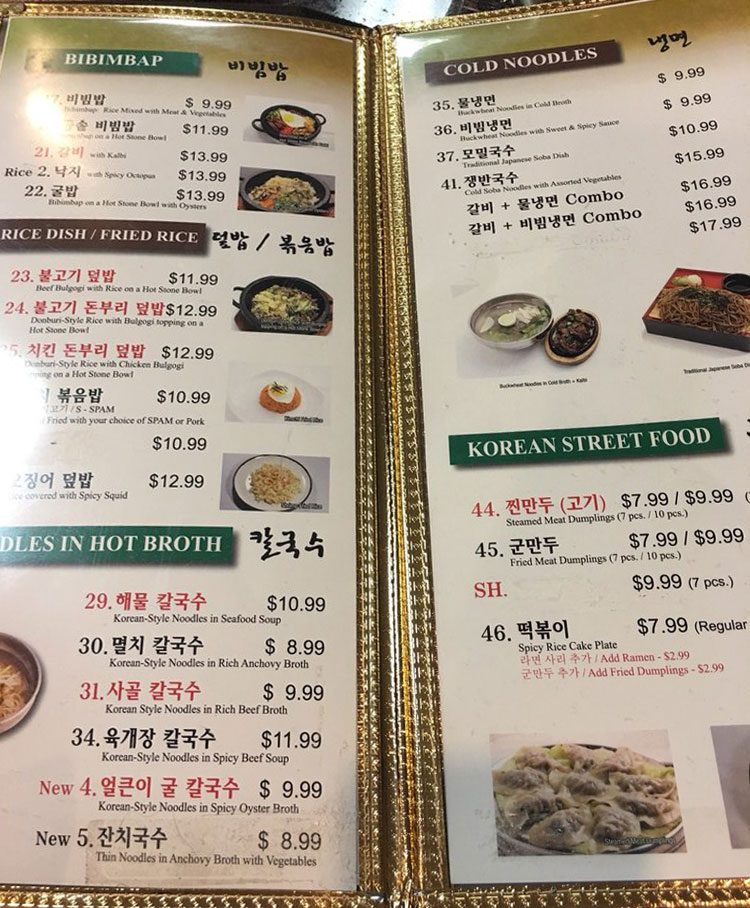 BIBIMBAP 비빔밥
비빔밥 $ 9.99
Bibimbap: Rice Mixed with Meat & Vegetables
비빔밥 $11.99
on a Hot Stone Bowl
21. 갈비 with Kalbi $13.99
Rice 2. 낙지 with Spicy Octopus $13.99
22. 굴밥 $13.99
Bibimbap on a Hot Stone Bowl with Oysters
RICE DISH / FRIED RICE 덮밥 / 볶음밥
23. 불고기 덮밥 $11.99
Beef Bulgogi with Rice on a Hot Stone Bowl
24. 불고기 돈부리 덮밥 $12.99
Donburi-Style Rice with Bulgogi topping on a
Hot Stone Bowl
25. 치킨 돈부리 덮밥 $12.99
Donburi-Style Rice with Chicken Bulgogi
topping on a Hot Stone Bowl
볶음밥 $10.99
/ S - SPAM
Fried with your choice of SPAM or Pork
Kimchi Fried Rice
- $10.99
오징어 덮밥 $12.99
covered with Spicy Squid
Fried Rice
NOODLES IN HOT BROTH 칼국수
29. 해물 칼국수 $10.99
Korean-Style Noodles in Seafood Soup
30. 멸치 칼국수 $ 8.99
Korean-Style Noodles in Rich Anchovy Broth
31. 사골 칼국수 $ 9.99
Korean Style Noodles in Rich Beef Broth
34. 육개장 칼국수 $11.99
Korean-Style Noodles in Spicy Beef Soup
New 4. 얼큰이 굴 칼국수 $ 9.99
Korean-Style Noodles in Spicy Oyster Broth
New 5. 잔치국수 $ 8.99
Thin Noodles in Anchovy Broth with Vegetables
COLD NOODLES 냉면
$ 9.99
35. 물냉면 $ 9.99
Buckwheat Noodles in Cold Broth
36. 비빔냉면 $10.99
Buckwheat Noodles with Sweet & Spicy Sauce
37. 모밀국수 $15.99
Traditional Japanese Soba Dish
41. 쟁반국수 $16.99
Cold Soba Noodles with Assorted Vegetables
갈비 + 물냉면 Combo $16.99
갈비 + 비빔냉면 Combo $17.99
Buckwheat Noodles in Cold Broth + Kalbi
Traditional Japanese Soba
KOREAN STREET FOOD
44. 찐만두 (고기) $7.99 / $9.99
Steamed Meat Dumplings (7 pcs. / 10 pcs.)
45. 군만두 $7.99 / $9.99
Fried Meat Dumplings (7 pcs. / 10 pcs.)
SH. $9.99 (7 pcs.)
46. 떡볶이 $7.99 (Regular
Spicy Rice Cake Plate
라면 사리 추가 / Add Ramen - $2.99
군만두 추가 / Add Fried Dumplings - $2.99
Steamed Meat Dumplings